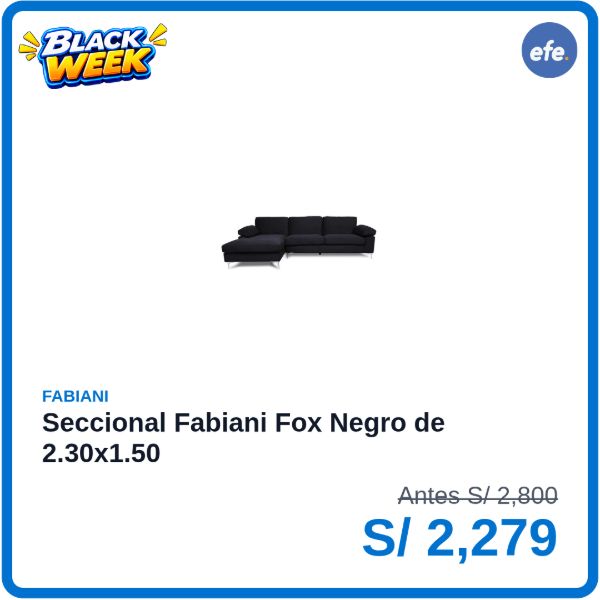 BLACK
WEEK
efe.
FABIANI
Seccional Fabiani Fox Negro de
2.30x1.50
Antes S/ 2,800
S/ 2,279